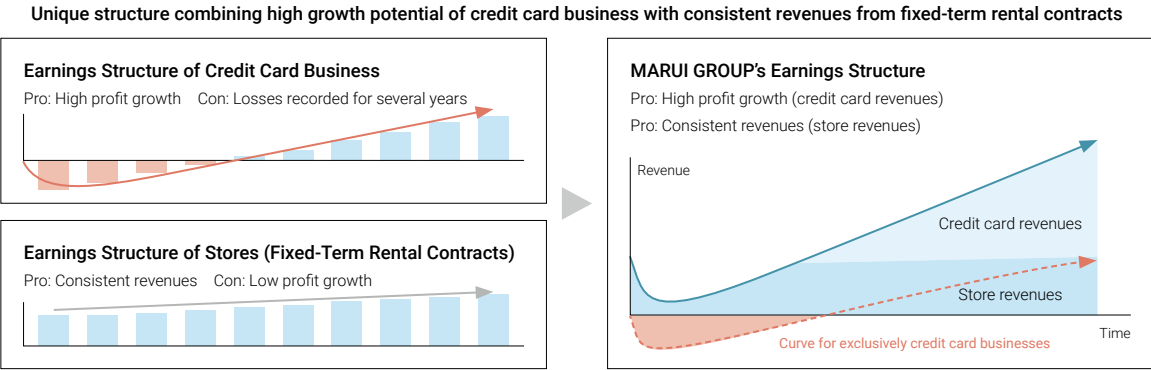 Unique structure combining high growth potential of credit card business with consistent revenues from fixed-term rental contracts
Earnings Structure of Credit Card Business
Pro: High profit growth Con: Losses recorded for several years
Earnings Structure of Stores (Fixed-Term Rental Contracts)
Pro: Consistent revenues Con: Low profit growth
MARUI GROUP's Earnings Structure
Pro: High profit growth (credit card revenues)
Pro: Consistent revenues (store revenues)
Revenue
Credit card revenues
Store revenues
Time
Curve for exclusively credit card businesses